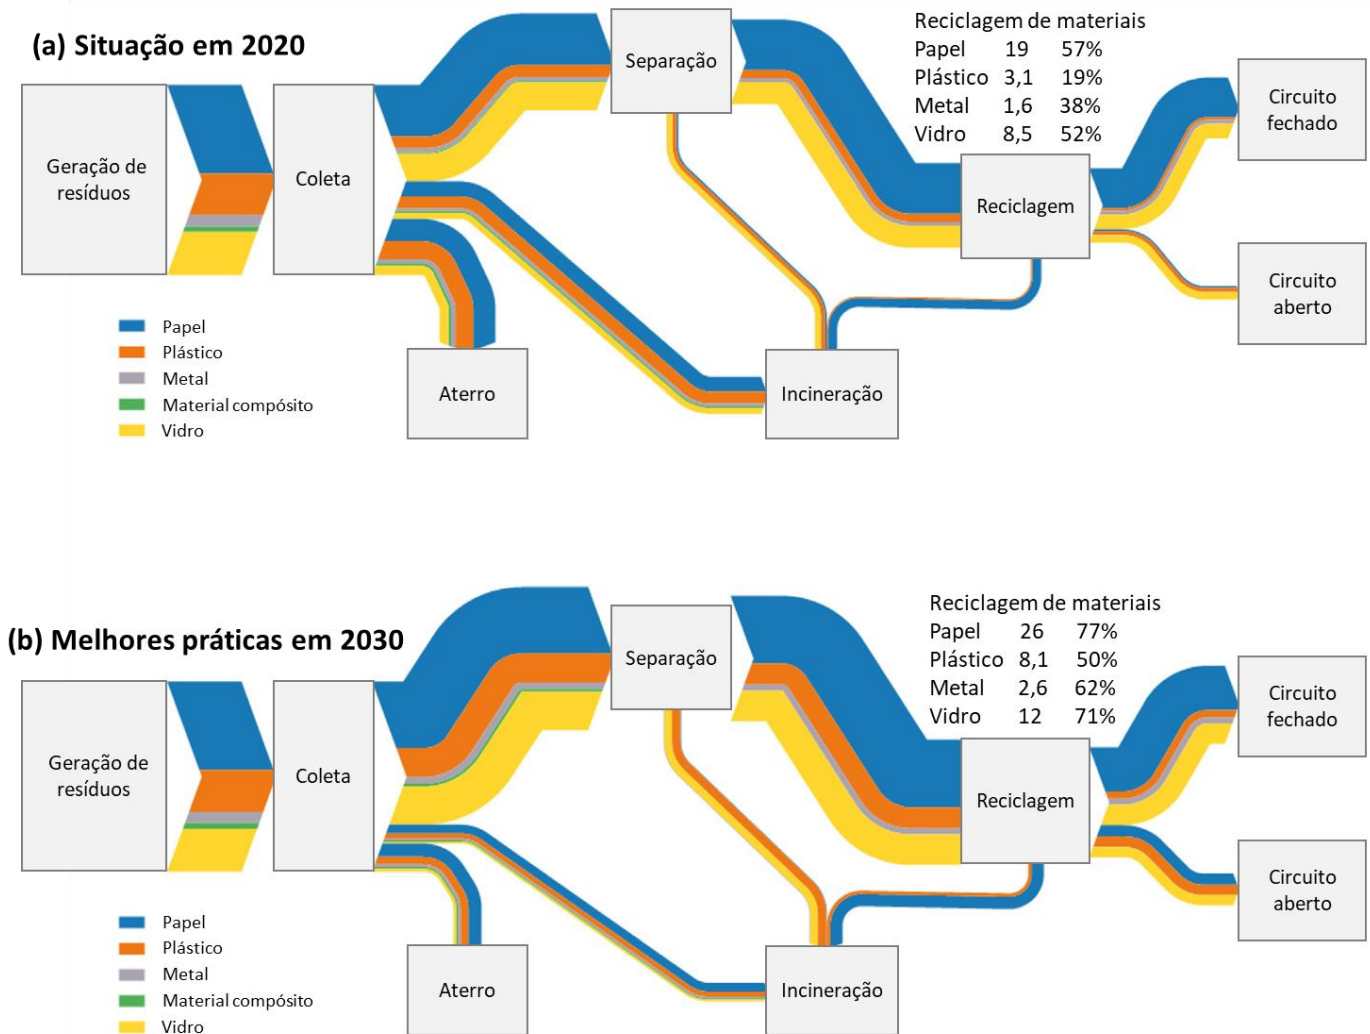 (a) Situação em 2020
Geração de
resíduos
Coleta
Separação
Reciclagem de materiais
Papel 19 57%
Plástico 3,1 19%
Metal 1,6 38%
Vidro 8,5 52%
Reciclagem
Circuito
fechado
Circuito
aberto
Papel
Plástico
Metal
Material compósito
Vidro
Aterro
Incineração
(b) Melhores práticas em 2030
Geração de
resíduos
Coleta
Separação
Reciclagem de materiais
Papel 26 77%
Plástico 8,1 50%
Metal 2,6 62%
Vidro 12 71%
Reciclagem
Circuito
fechado
Circuito
aberto
Papel
Plástico
Metal
Material compósito
Vidro
Aterro
Incineração